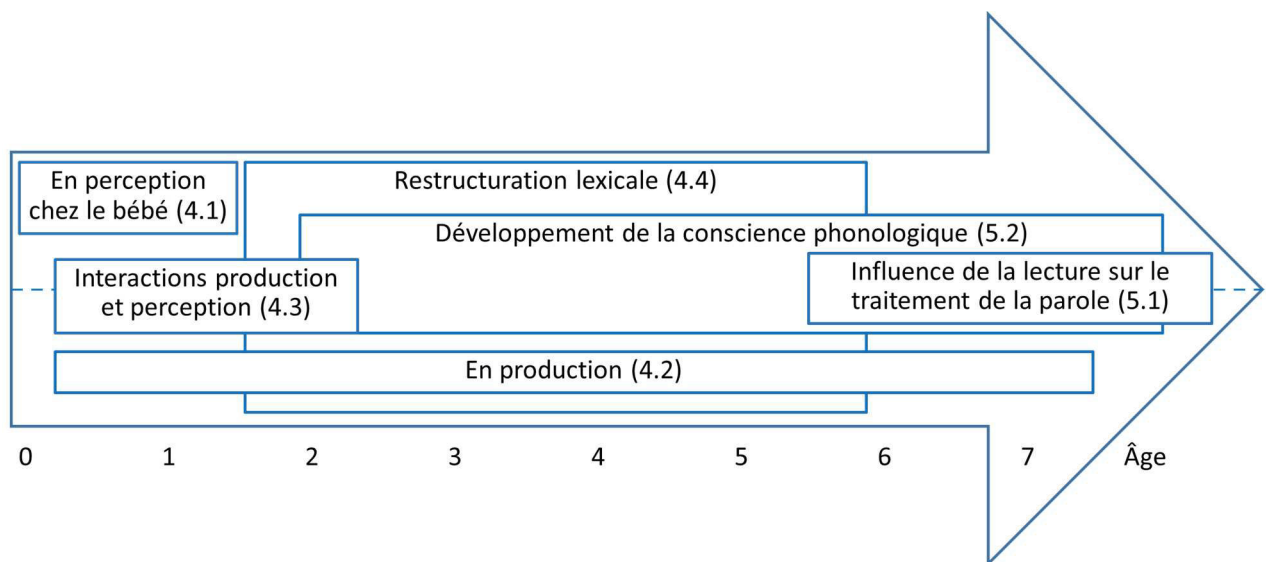 En perception
chez le bébé (4.1)
Restructuration lexicale (4.4)
Développement de la conscience phonologique (5.2)
Interactions production
et perception (4.3)
Influence de la lecture sur le
traitement de la parole (5.1)
En production (4.2)
0 1 2 3 4 5 6 7 Âge